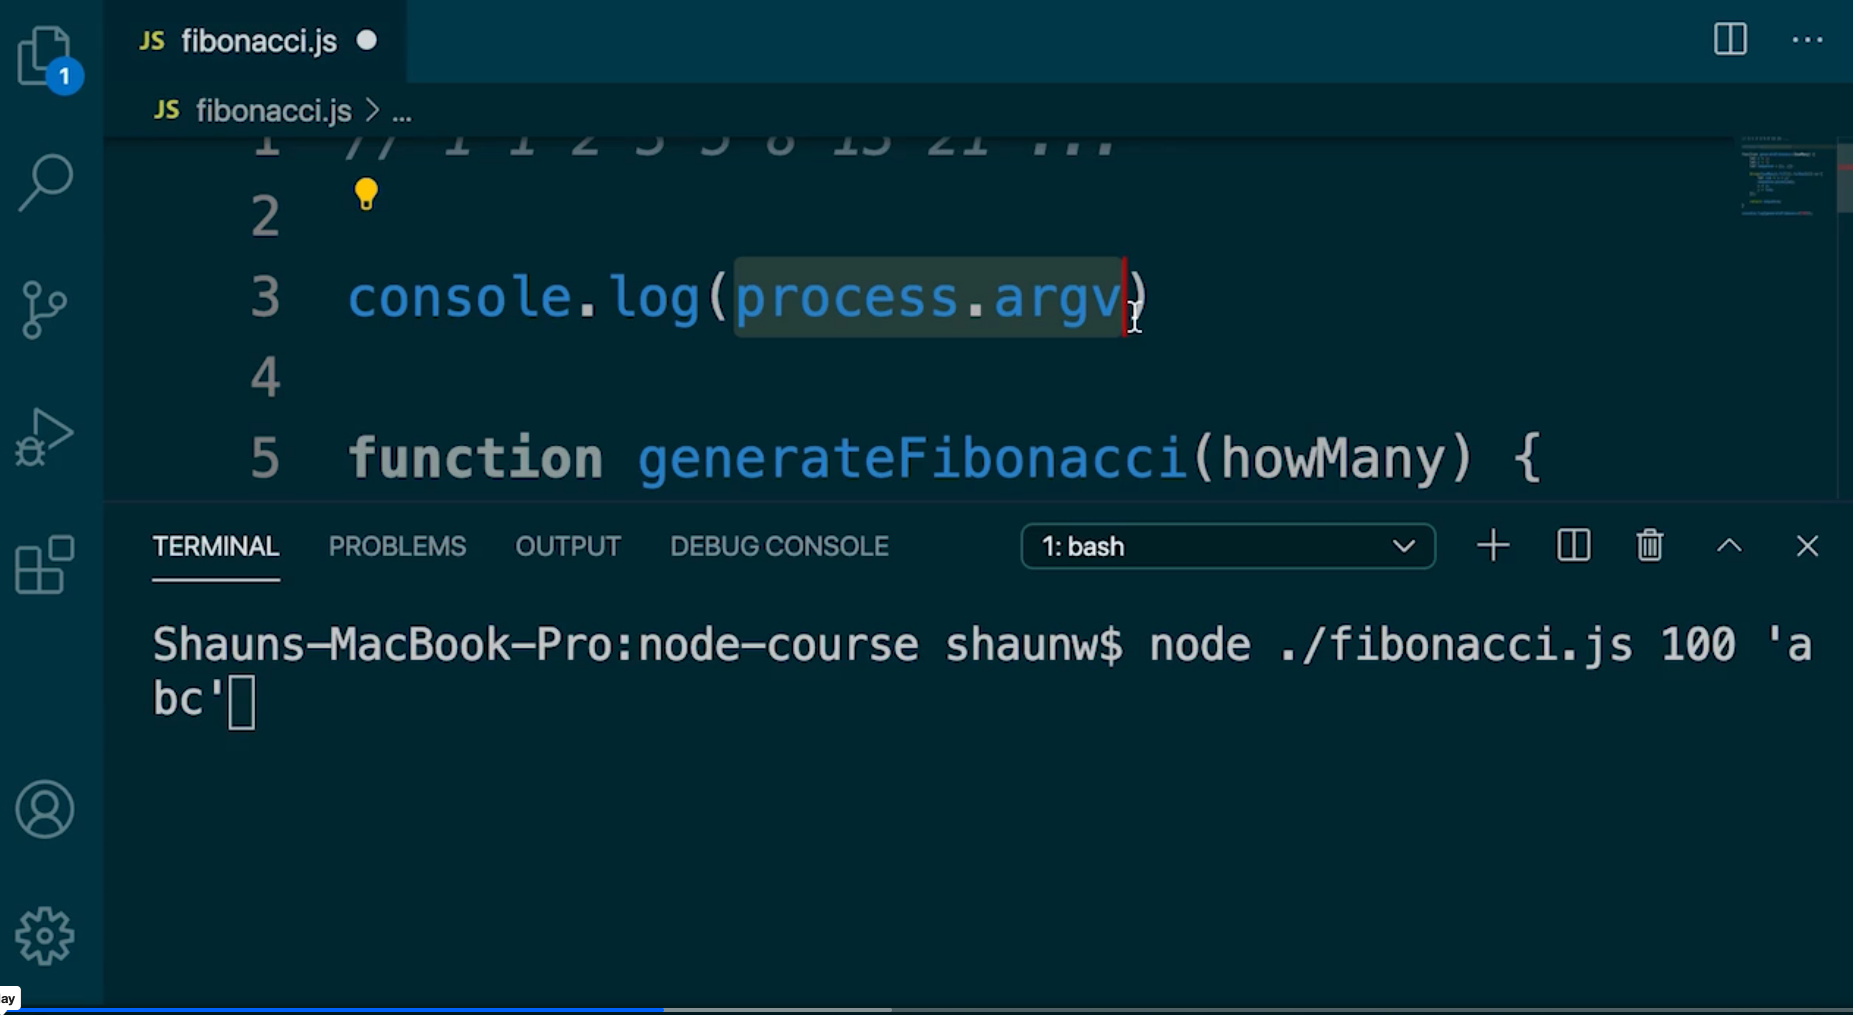 JS fibonacci.js
1
JS fibonacci.js > ...
1 // 1 1 2 3 5 8 13 21 ...
2
3 console.log(process.argv)
4
5 function generateFibonacci(howMany) {
TERMINAL PROBLEMS OUTPUT DEBUG CONSOLE 1: bash
Shauns-MacBook-Pro:node-course shaunw$ node ./fibonacci.js 100 'a
bc'
ay